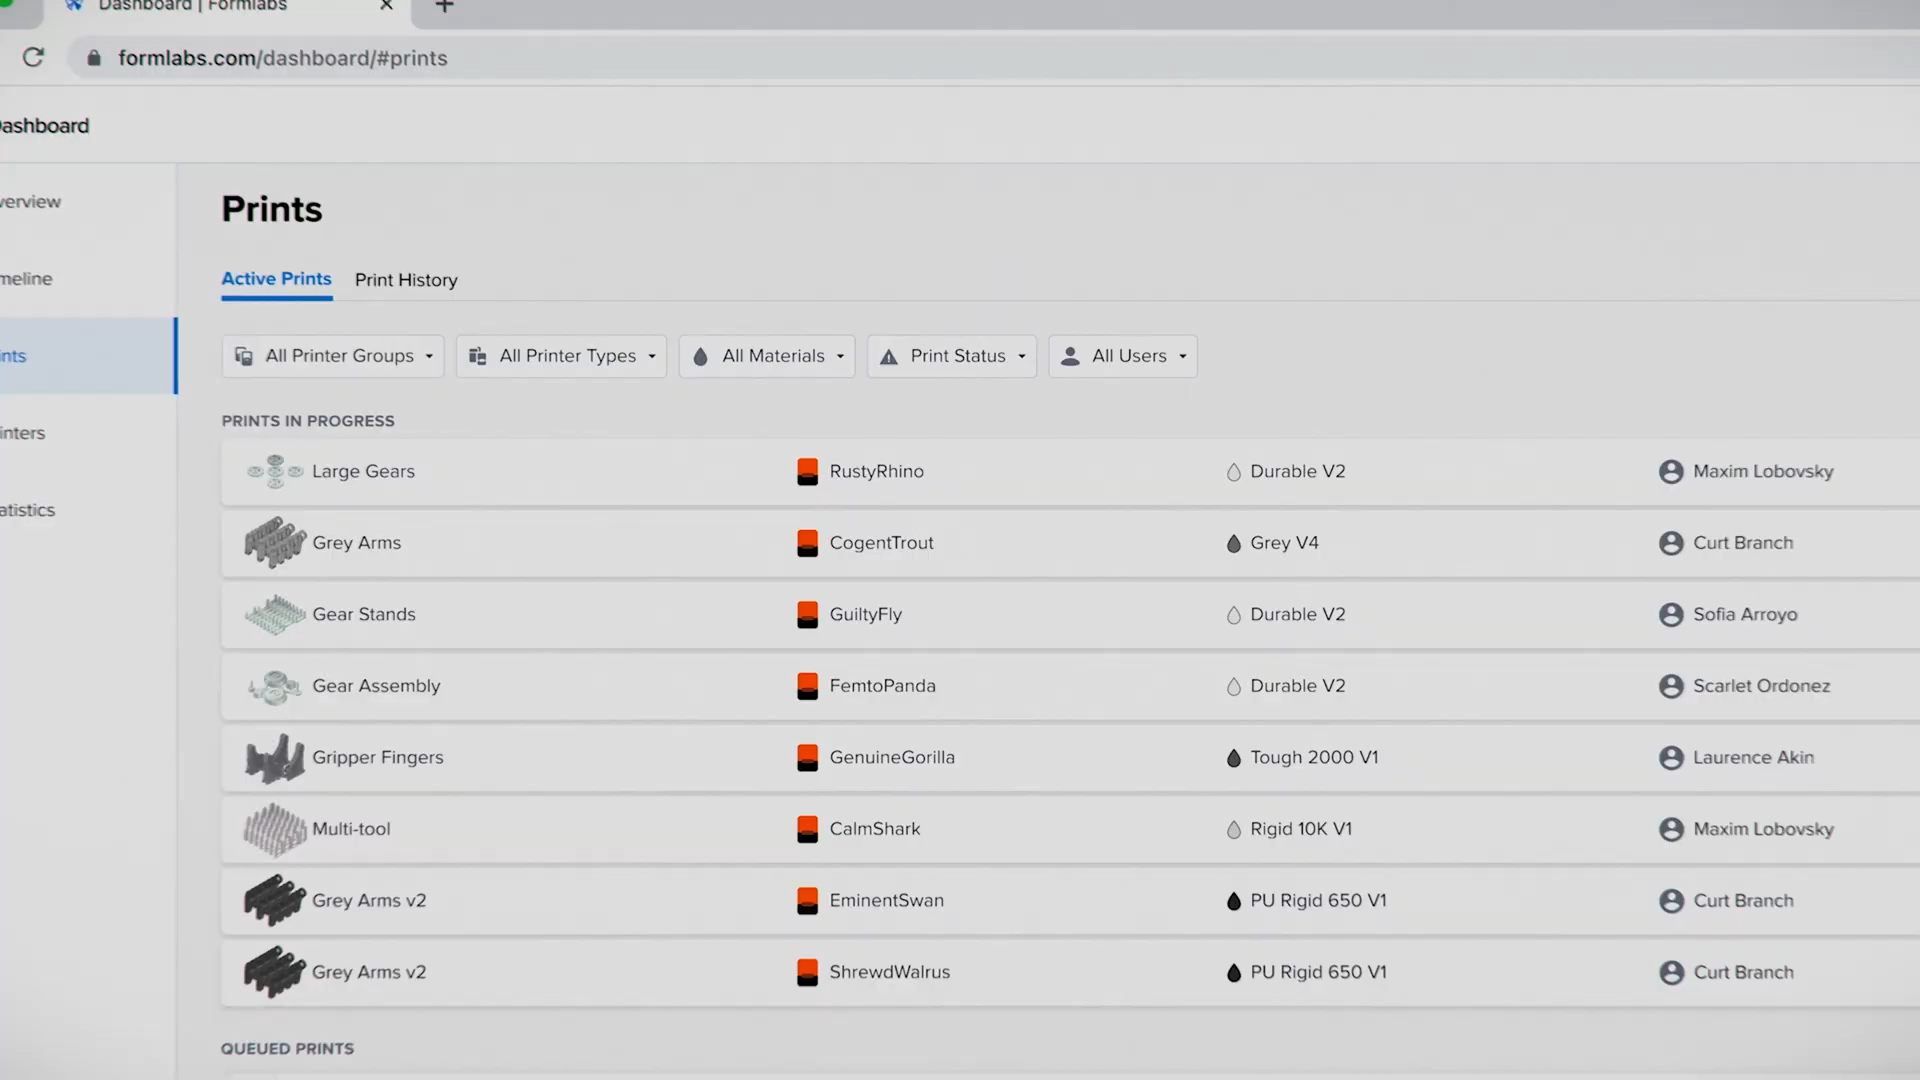 Dashboard | Formlabs
formlabs.com/dashboard/#prints
ashboard
verview
meline
ints
inters
atistics
Prints
Active Prints Print History
All Printer Groups All Printer Types All Materials Print Status All Users
PRINTS IN PROGRESS
Large Gears RustyRhino Durable V2 Maxim Lobovsky
Grey Arms CogentTrout Grey V4 Curt Branch
Gear Stands GuiltyFly Durable V2 Sofia Arroyo
Gear Assembly FemtoPanda Durable V2 Scarlet Ordonez
Gripper Fingers GenuineGorilla Tough 2000 V1 Laurence Akin
Multi-tool CalmShark Rigid 10K V1 Maxim Lobovsky
Grey Arms v2 EminentSwan PU Rigid 650 V1 Curt Branch
Grey Arms v2 ShrewdWalrus PU Rigid 650 V1 Curt Branch
QUEUED PRINTS